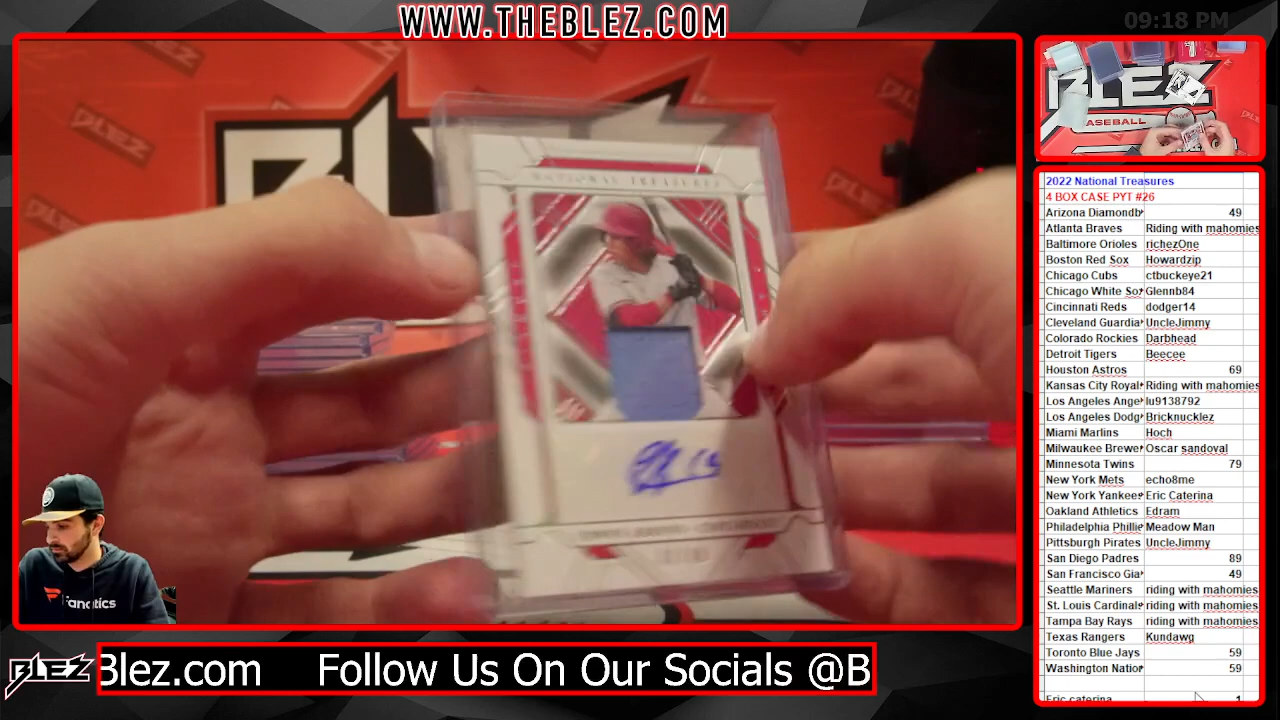 WWW.THEBLEZ.COM
09:18 PM
BLEZ
BASEBALL
NATIONAL TREASURES
2022 National Treasures
4 BOX CASE PYT #26
Arizona Diamondb 49
Atlanta Braves Riding with mahomies
Baltimore Orioles richezOne
Boston Red Sox Howardzip
Chicago Cubs ctbuckeye21
Chicago White Sox Glennb84
Cincinnati Reds dodger14
Cleveland Guardia UncleJimmy
Colorado Rockies Darbhead
Detroit Tigers Beecee
Houston Astros 69
Kansas City Royal Riding with mahomies
Los Angeles Ange lu9138792
Los Angeles Dodg Bricknucklez
Miami Marlins Hoch
Milwaukee Brewe Oscar sandoval
Minnesota Twins 79
New York Mets echo8me
New York Yankees Eric Caterina
Oakland Athletics Edram
Philadelphia Phillie Meadow Man
Pittsburgh Pirates UncleJimmy
San Diego Padres 89
San Francisco Gia 49
Seattle Mariners riding with mahomies
St. Louis Cardinals riding with mahomies
Tampa Bay Rays riding with mahomies
Texas Rangers Kundawg
Toronto Blue Jays 59
Washington Nation 59
Eric caterina 1
Fanatics
BLEZ
Blez.com Follow Us On Our Socials @B